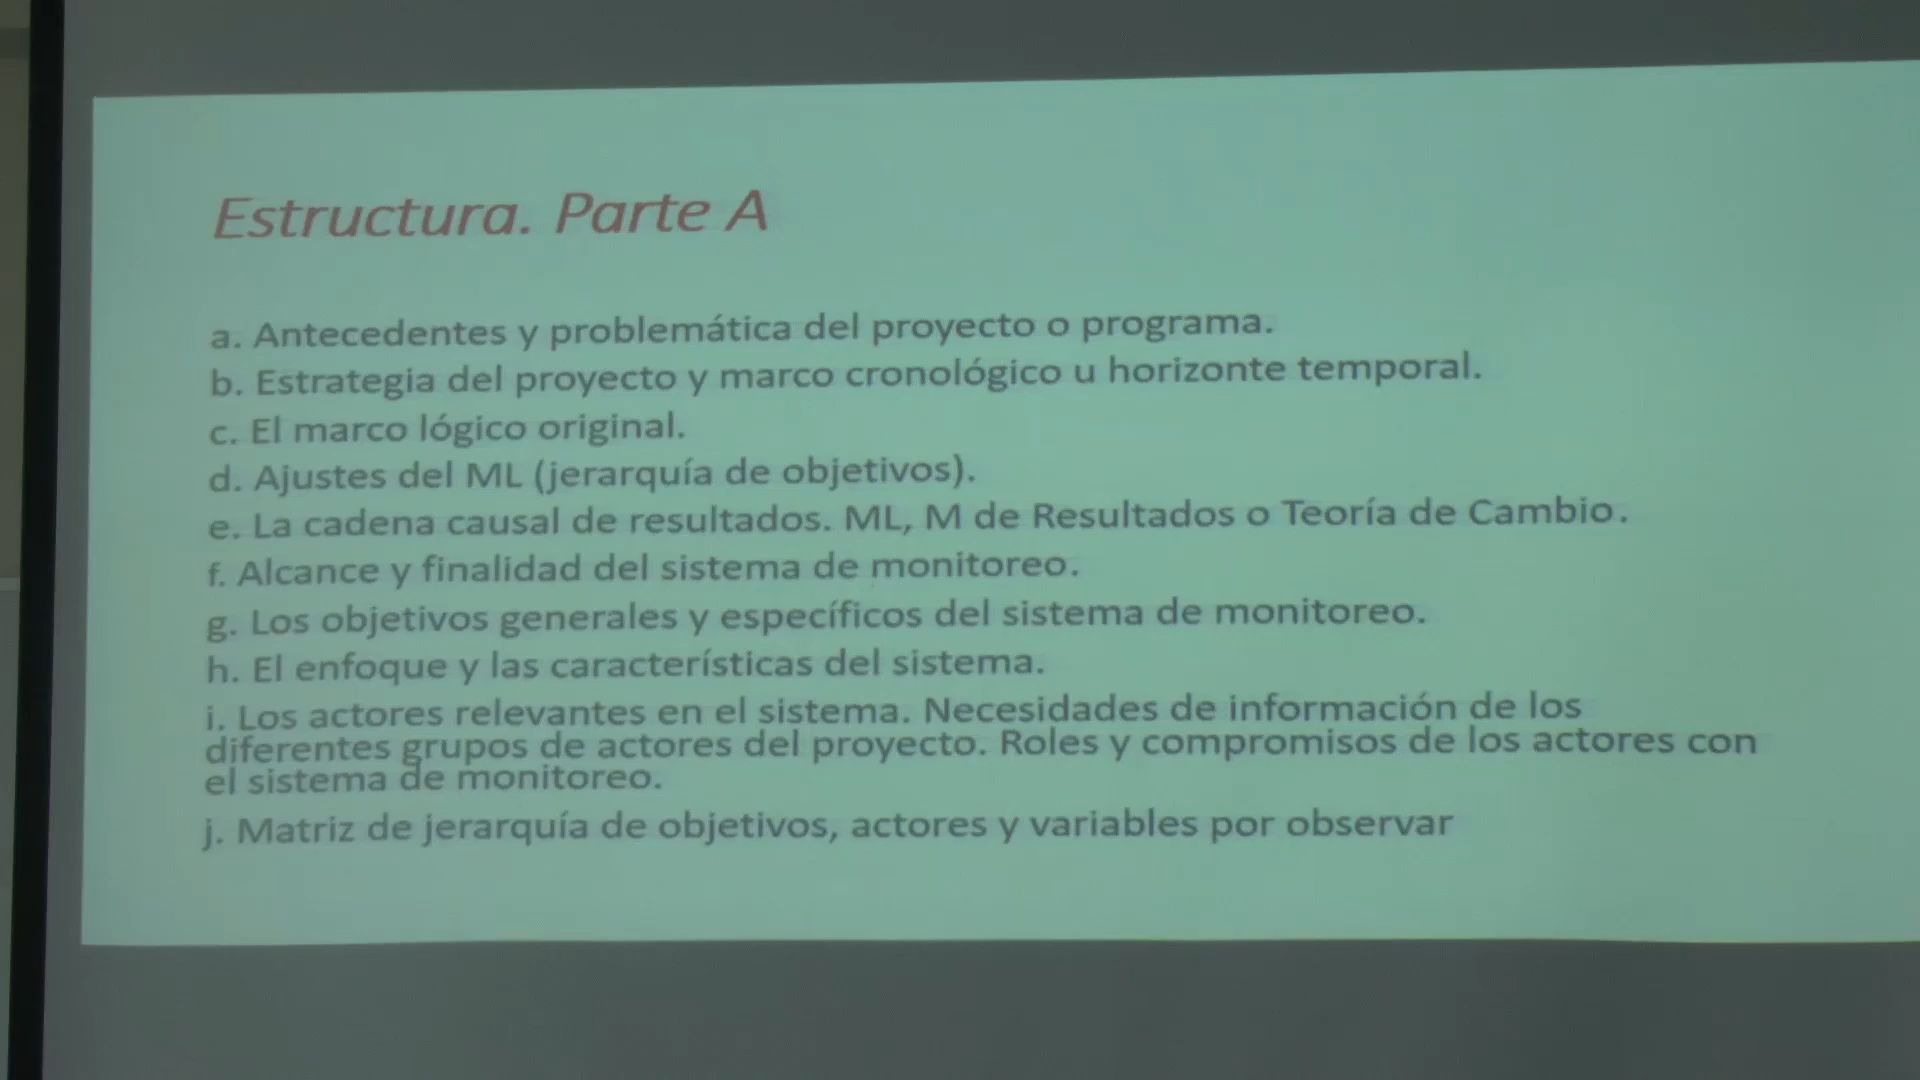 Estructura. Parte A
a. Antecedentes y problemática del proyecto o programa.
b. Estrategia del proyecto y marco cronológico u horizonte temporal.
c. El marco lógico original.
d. Ajustes del ML (jerarquía de objetivos).
e. La cadena causal de resultados. ML, M de Resultados o Teoría de Cambio.
f. Alcance y finalidad del sistema de monitoreo.
g. Los objetivos generales y específicos del sistema de monitoreo.
h. El enfoque y las características del sistema.
i. Los actores relevantes en el sistema. Necesidades de información de los
diferentes grupos de actores del proyecto. Roles y compromisos de los actores con
el sistema de monitoreo.
j. Matriz de jerarquía de objetivos, actores y variables por observar